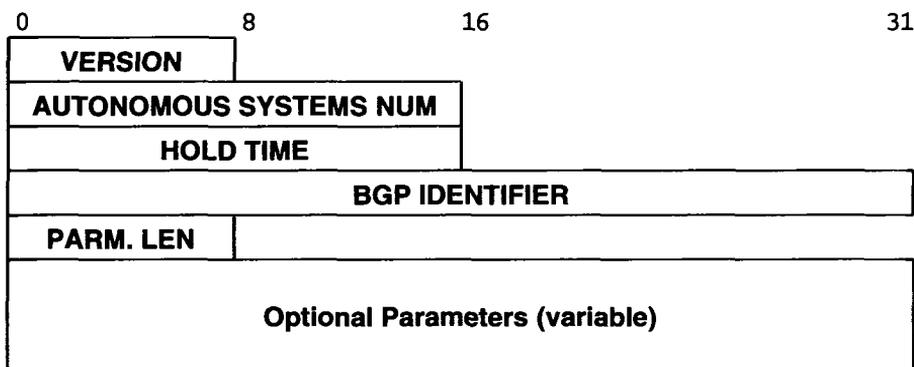 0 8 16 31
VERSION
AUTONOMOUS SYSTEMS NUM
HOLD TIME
BGP IDENTIFIER
PARM. LEN
Optional Parameters (variable)